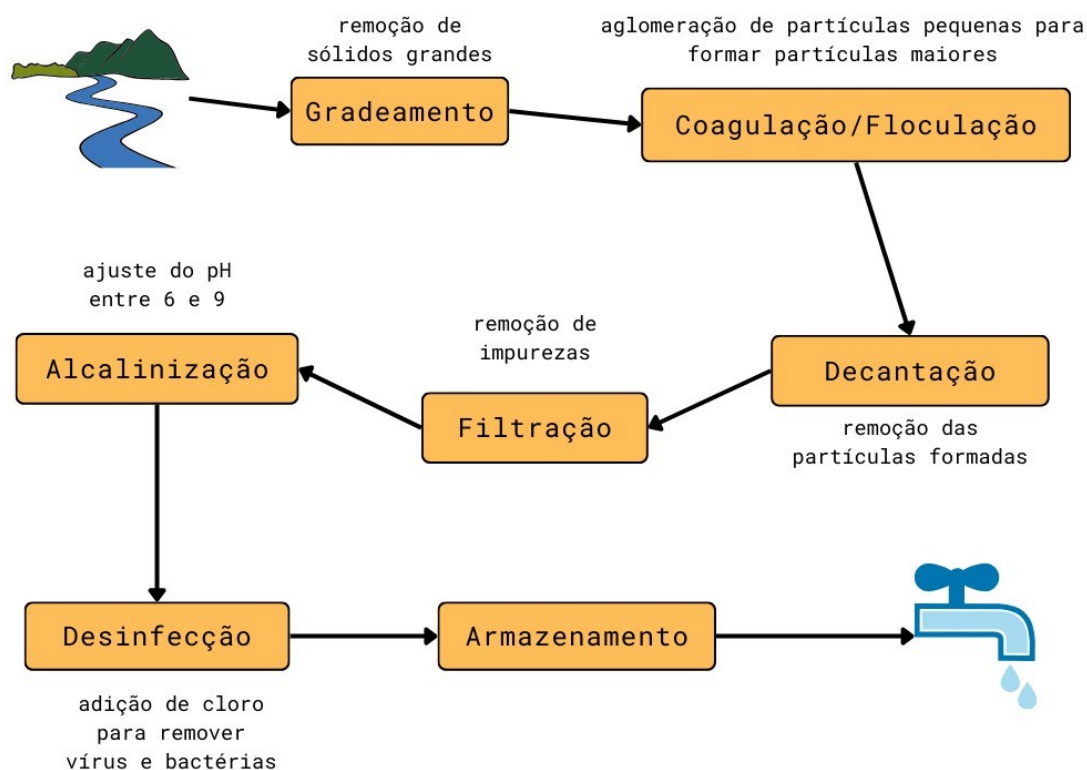 remoção de
sólidos grandes
Gradeamento
aglomeração de partículas pequenas para
formar partículas maiores
Coagulação/Floculação
Decantação
remoção das
partículas formadas
remoção de
impurezas
Filtração
ajuste do pH
entre 6 e 9
Alcalinização
Desinfecção
adição de cloro
para remover
vírus e bactérias
Armazenamento